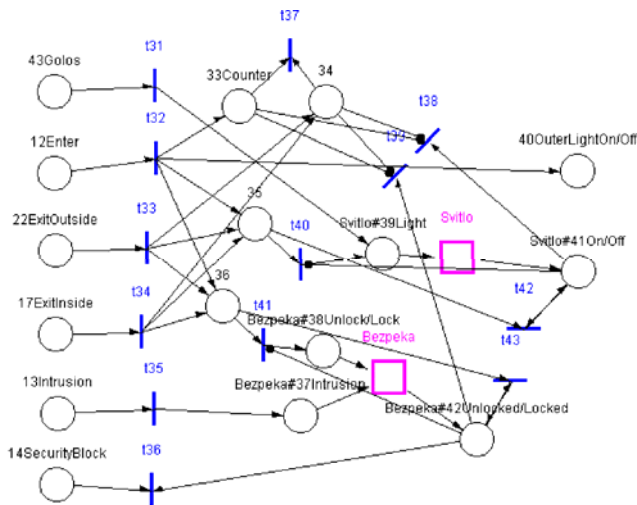 t37
t31
34
43Golos
33Counter
t38
t32
t39
12Enter
40OuterLightOn/Off
35
t33
t40
Svitlo#39Light
Svitlo
22ExitOutside
Svitlo#41On/Off
36
t34
t41
t42
Bezpeka#38Unlock/Lock
Bezpeka
t43
17ExitInside
t35
Bezpeka#37Intrusion
13Intrusion
Bezpeka#42Unlocked/Locked
t36
14SecurityBlock